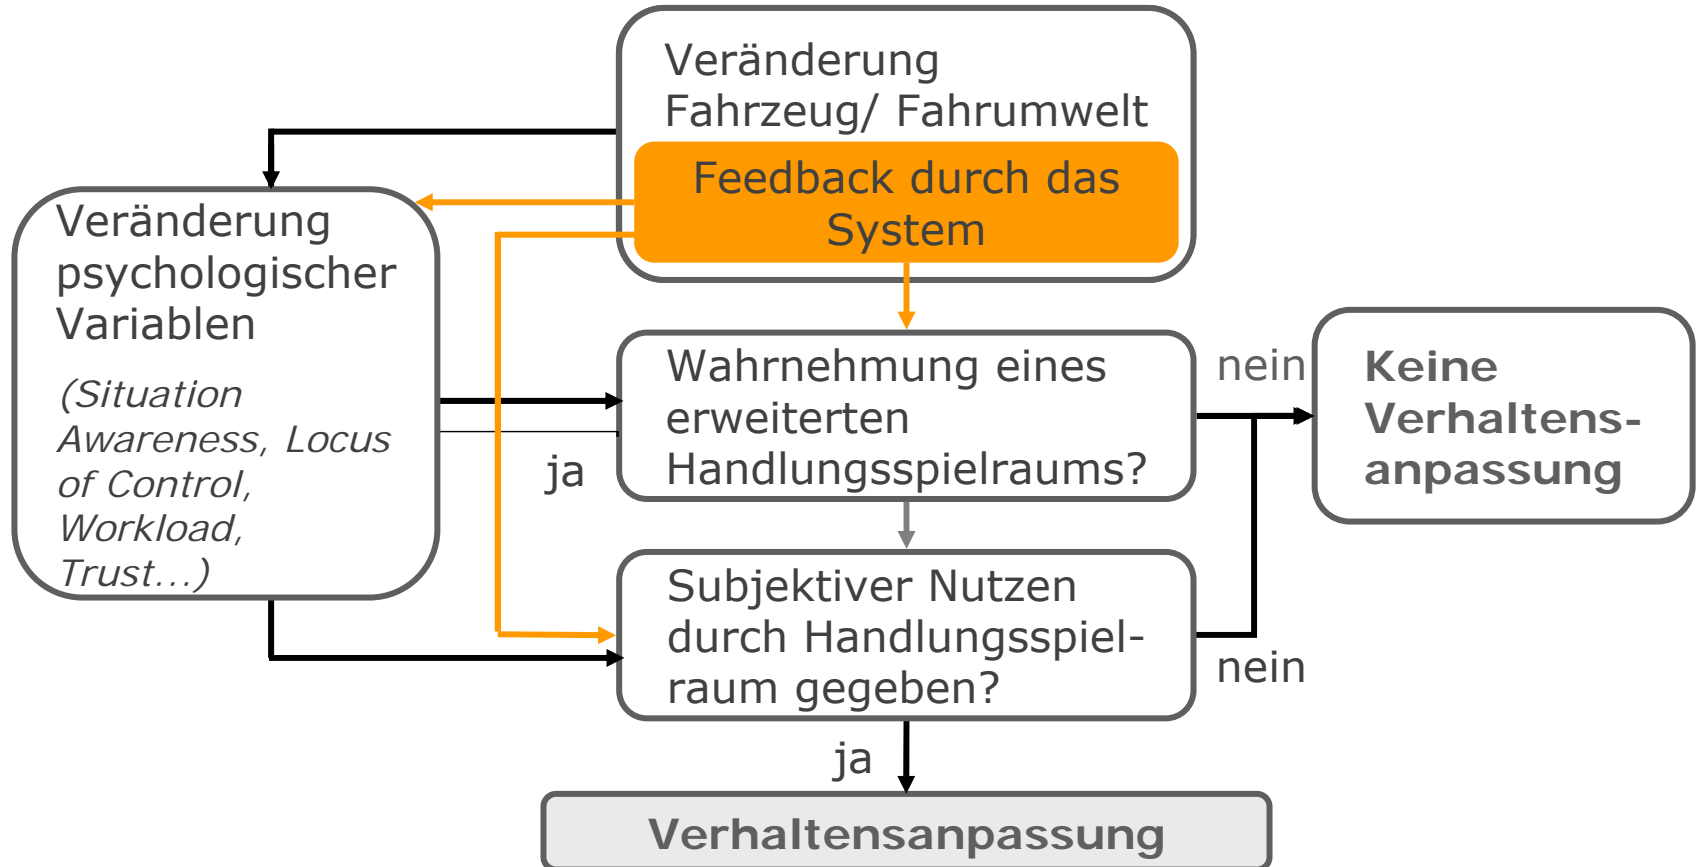 Veränderung
Fahrzeug/ Fahrumwelt
Feedback durch das
System
Veränderung
psychologischer
Variablen
(Situation
Awareness, Locus
of Control,
Workload,
Trust...)
Wahrnehmung eines
erweiterten
Handlungsspielraums?
nein
Keine
Verhaltens-
anpassung
ja
Subjektiver Nutzen
durch Handlungsspiel-
raum gegeben?
nein
ja
Verhaltensanpassung